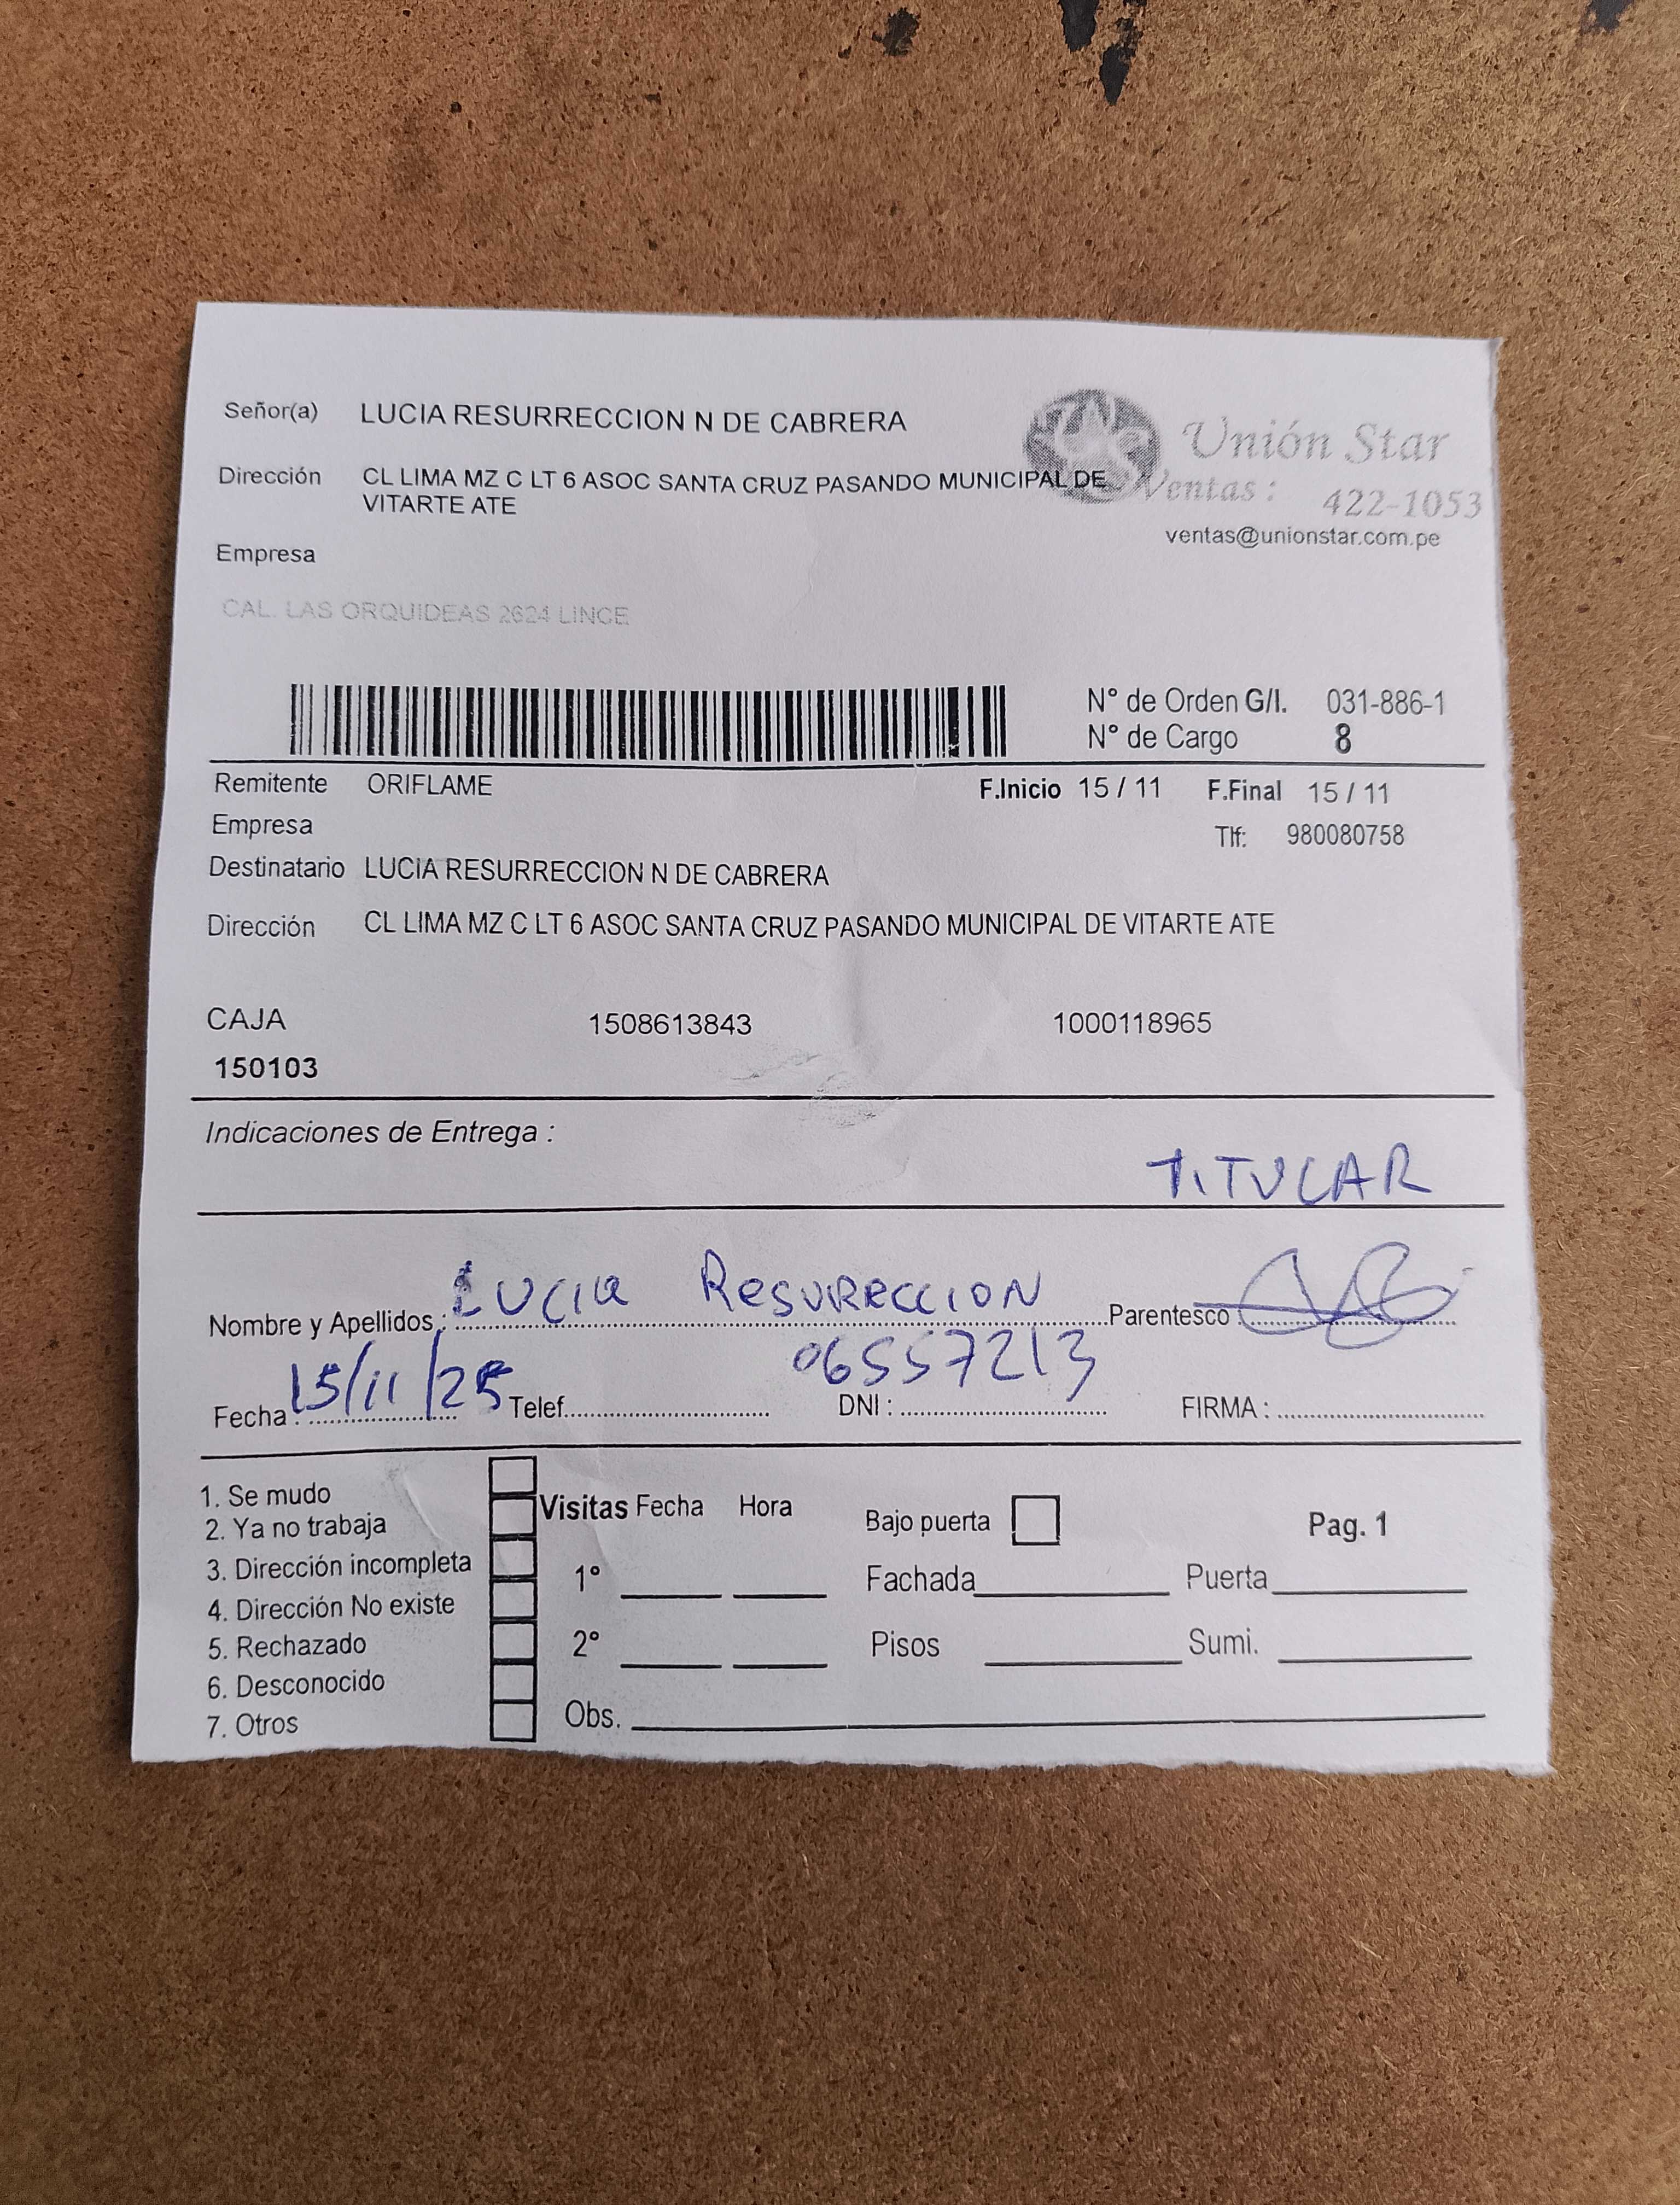 Señor(a) LUCIA RESURRECCION N DE CABRERA
Unión Star
Dirección CL LIMA MZ C LT 6 ASOC SANTA CRUZ PASANDO MUNICIPAL DE
VITARTE ATE
Ventas : 422-1053
ventas@unionstar.com.pe
Empresa
CAL. LAS ORQUIDEAS 2624 LINCE
N° de Orden G/I. 031-886-1
N° de Cargo 8
Remitente ORIFLAME F.Inicio 15 / 11 F.Final 15 / 11
Empresa Tlf: 980080758
Destinatario LUCIA RESURRECCION N DE CABRERA
Dirección CL LIMA MZ C LT 6 ASOC SANTA CRUZ PASANDO MUNICIPAL DE VITARTE ATE
CAJA 1508613843 1000118965
150103
Indicaciones de Entrega :
TITULAR
Nombre y Apellidos : Lucia Resurreccion Parentesco :
Fecha : 15/11/25 Telef. DNI : 06557213 FIRMA :
1. Se mudo
2. Ya no trabaja
3. Dirección incompleta
4. Dirección No existe
5. Rechazado
6. Desconocido
7. Otros
Visitas Fecha Hora
1°
2°
Obs.
Bajo puerta Pag. 1
Fachada Puerta
Pisos Sumi.